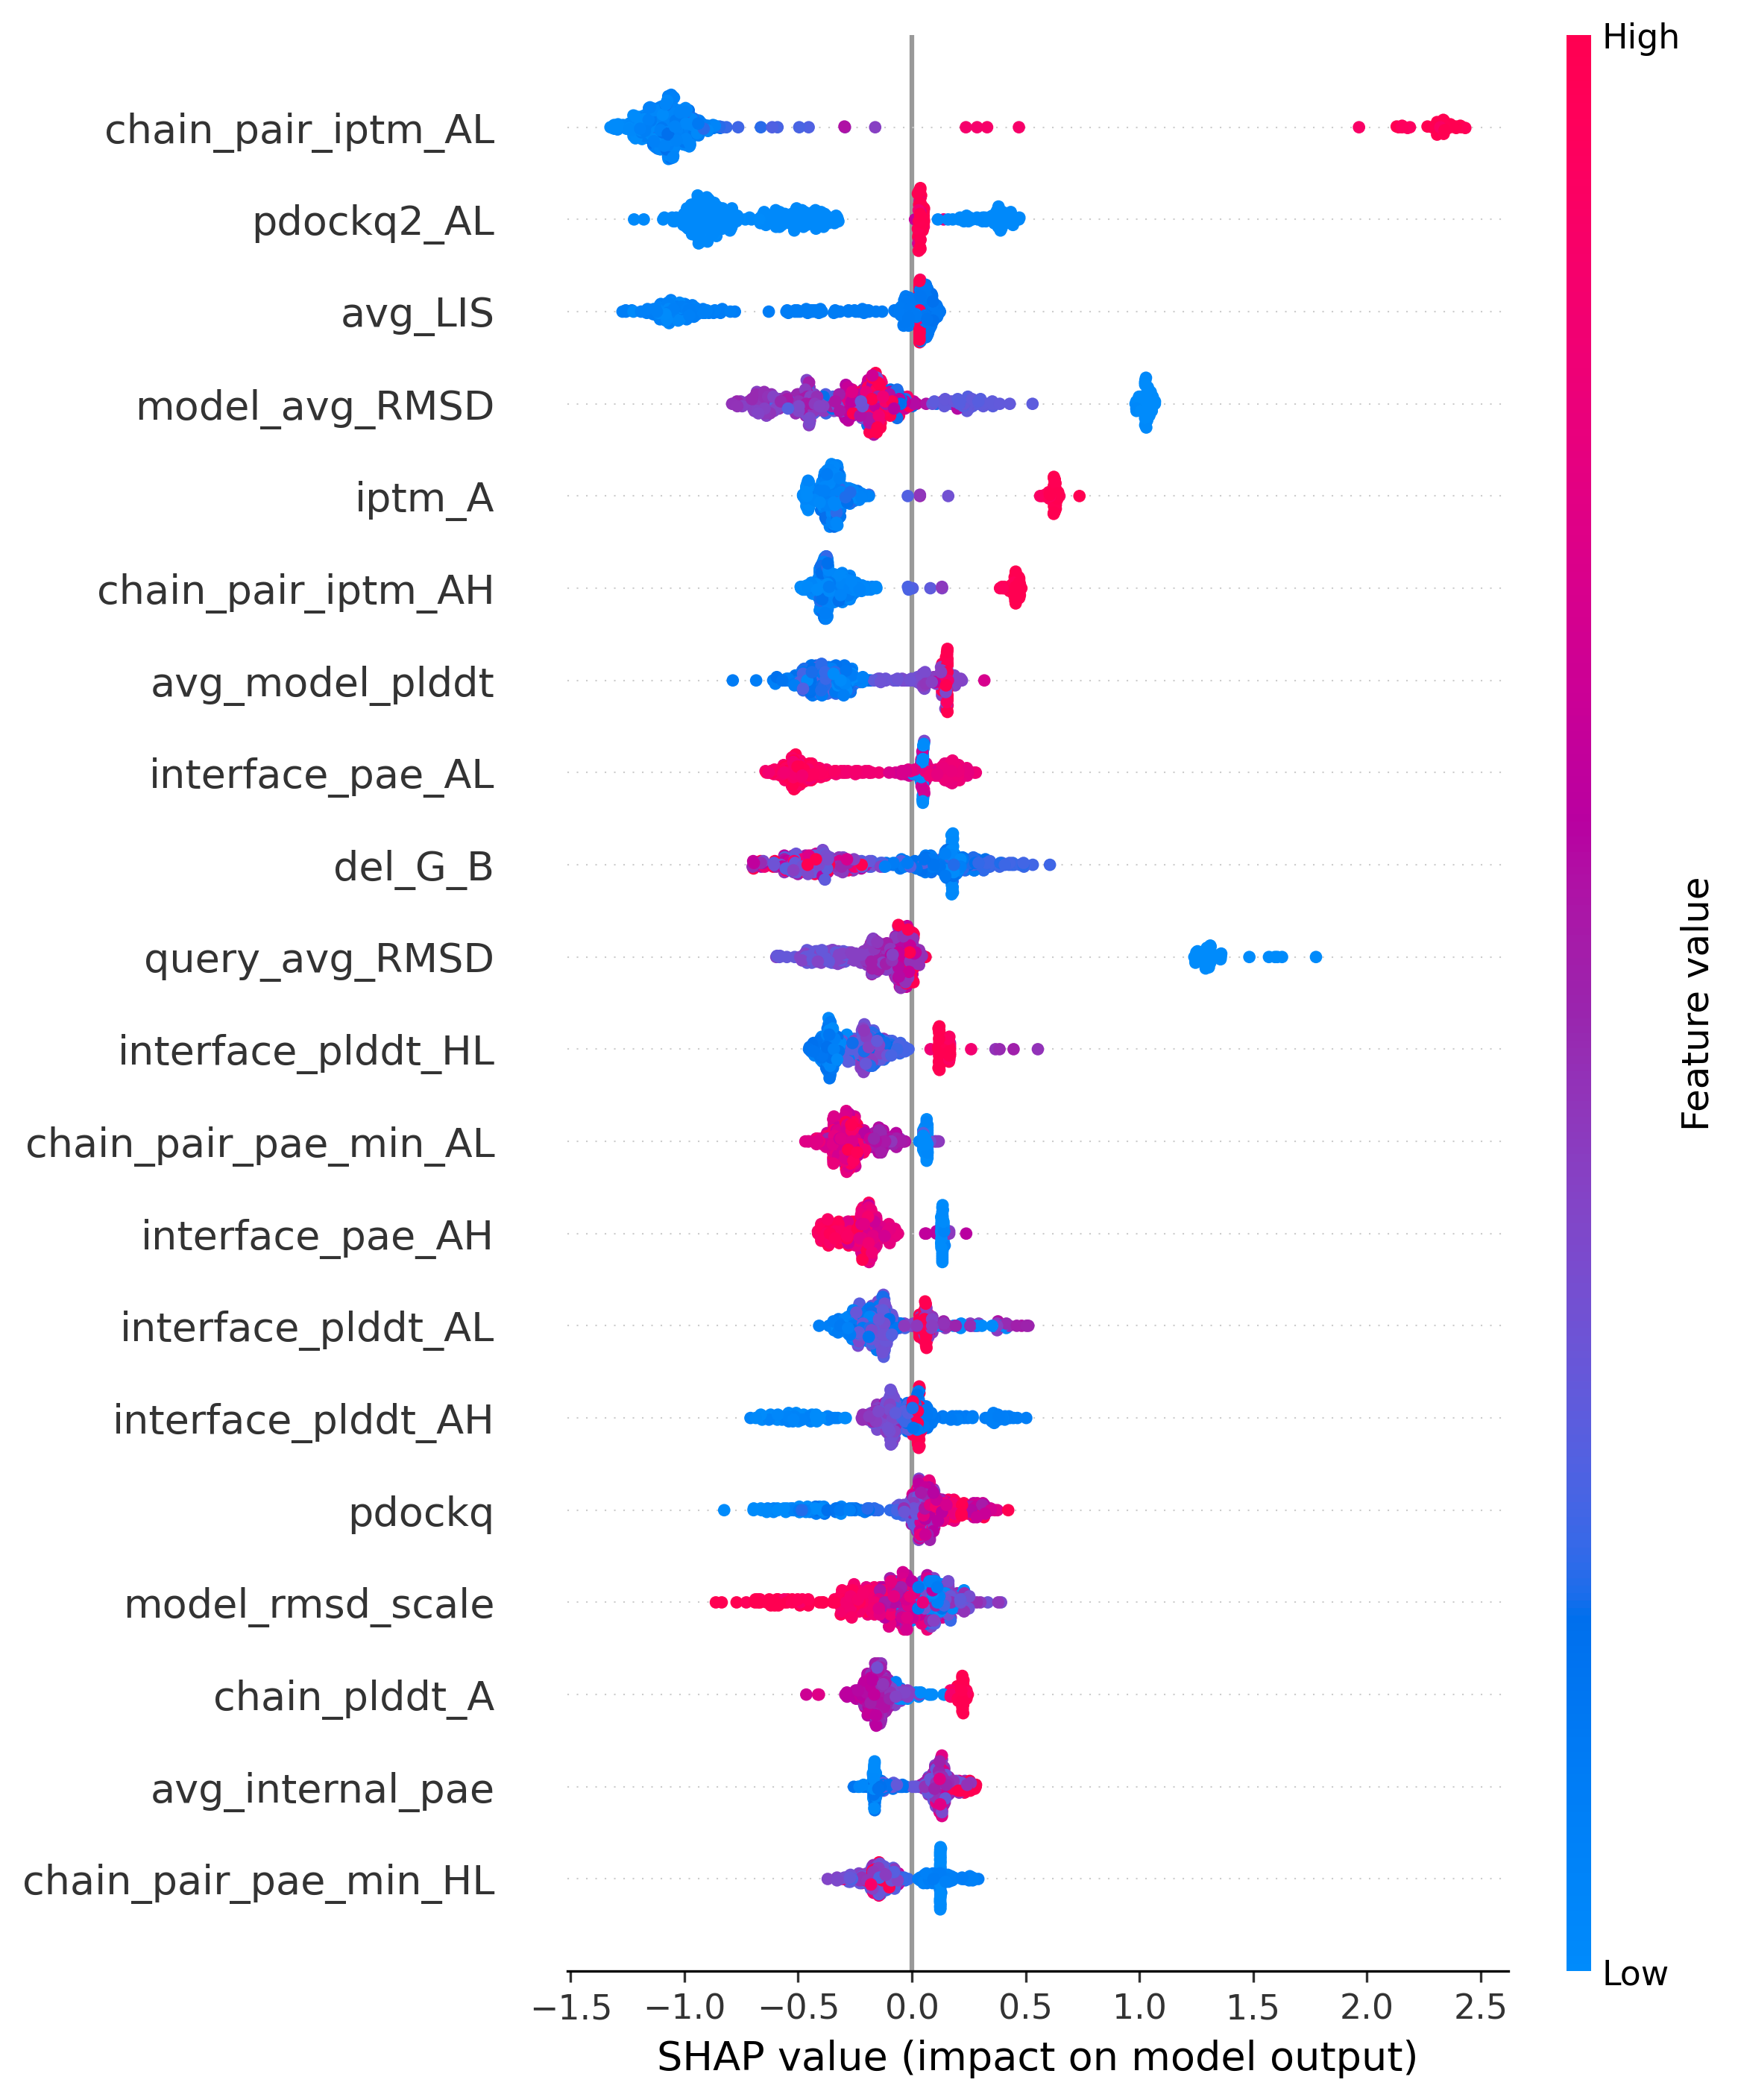 High
chain_pair_iptm_AL
pdockq2_AL
avg_LIS
model_avg_RMSD
iptm_A
chain_pair_iptm_AH
avg_model_plddt
interface_pae_AL
del_G_B
query_avg_RMSD
interface_plddt_HL
chain_pair_pae_min_AL
interface_pae_AH
interface_plddt_AL
interface_plddt_AH
pdockq
model_rmsd_scale
chain_plddt_A
avg_internal_pae
chain_pair_pae_min_HL
Feature value
Low
−1.5 −1.0 −0.5 0.0 0.5 1.0 1.5 2.0 2.5
SHAP value (impact on model output)